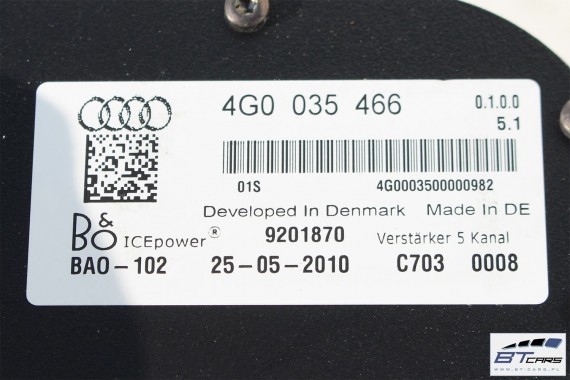 4G0 035 466 0.1.0.0
5.1
01S 4G0003500000982
Developed In Denmark Made In DE
B&O ICEpower® 9201870 Verstärker 5 Kanal
BAO-102 25-05-2010 C703 0008
BT CARS
WWW.BT-CARS.PL